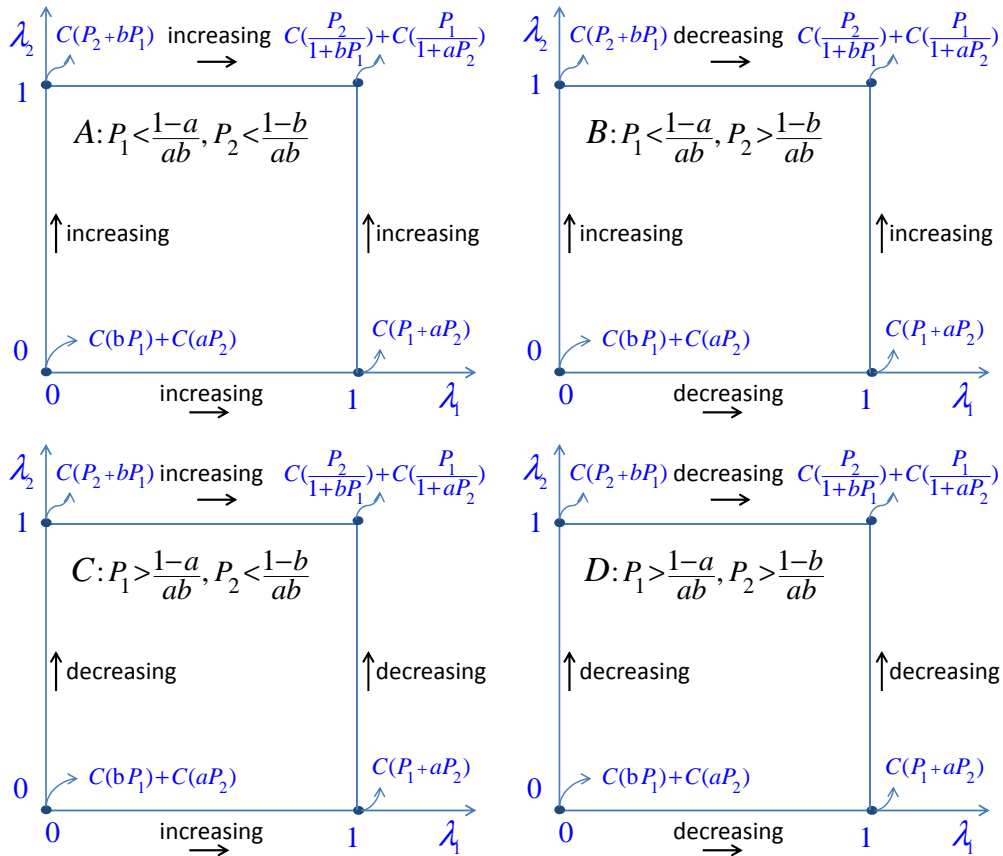 λ₂ C(P₂+bP₁) increasing C(P₂/(1+bP₁))+C(P₁/(1+aP₂))
1
A: P₁<(1−a)/ab, P₂<(1−b)/ab
increasing increasing
0 C(bP₁)+C(aP₂) C(P₁+aP₂)
0 increasing 1 λ₁
λ₂ C(P₂+bP₁) decreasing C(P₂/(1+bP₁))+C(P₁/(1+aP₂))
1
B: P₁<(1−a)/ab, P₂>(1−b)/ab
increasing increasing
0 C(bP₁)+C(aP₂) C(P₁+aP₂)
0 decreasing 1 λ₁
λ₂ C(P₂+bP₁) increasing C(P₂/(1+bP₁))+C(P₁/(1+aP₂))
1
C: P₁>(1−a)/ab, P₂<(1−b)/ab
decreasing decreasing
0 C(bP₁)+C(aP₂) C(P₁+aP₂)
0 increasing 1 λ₁
λ₂ C(P₂+bP₁) decreasing C(P₂/(1+bP₁))+C(P₁/(1+aP₂))
1
D: P₁>(1−a)/ab, P₂>(1−b)/ab
decreasing decreasing
0 C(bP₁)+C(aP₂) C(P₁+aP₂)
0 decreasing 1 λ₁